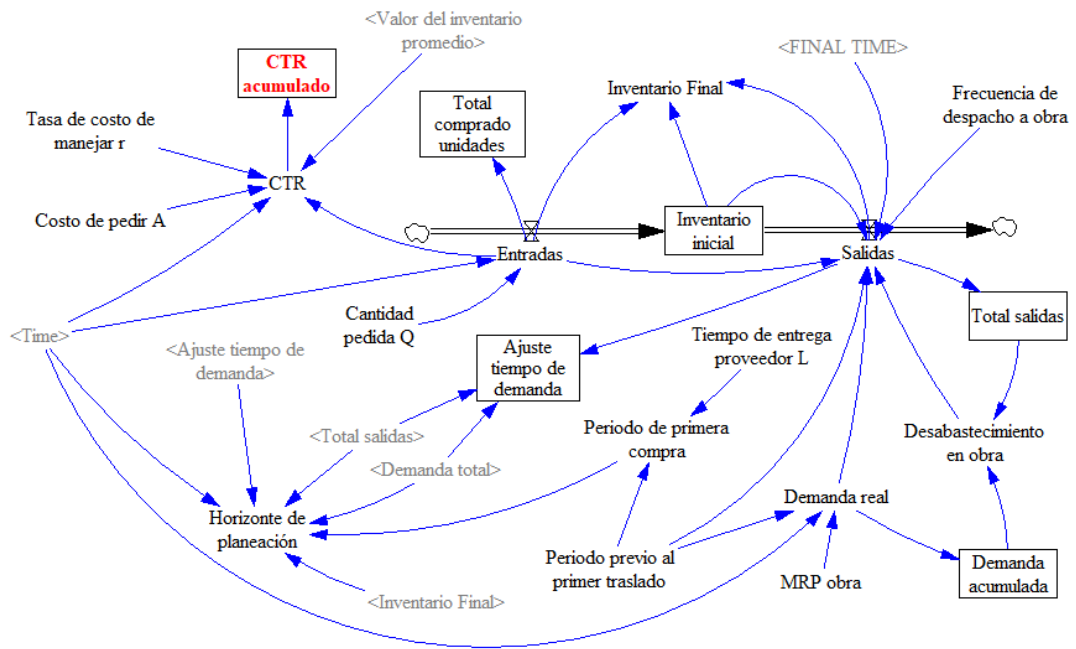 <Valor del inventario
promedio>
<FINAL TIME>
CTR
acumulado
Inventario Final
Total
comprado
unidades
Frecuencia de
despacho a obra
Tasa de costo de
manejar r
CTR
Costo de pedir A
Inventario
inicial
Entradas
Salidas
Cantidad
pedida Q
Total salidas
<Time>
<Ajuste tiempo de
demanda>
Ajuste
tiempo de
demanda
Tiempo de entrega
proveedor L
<Total salidas>
Periodo de primera
compra
Desabastecimiento
en obra
<Demanda total>
Demanda real
Horizonte de
planeación
Periodo previo al
primer traslado
MRP obra
Demanda
acumulada
<Inventario Final>